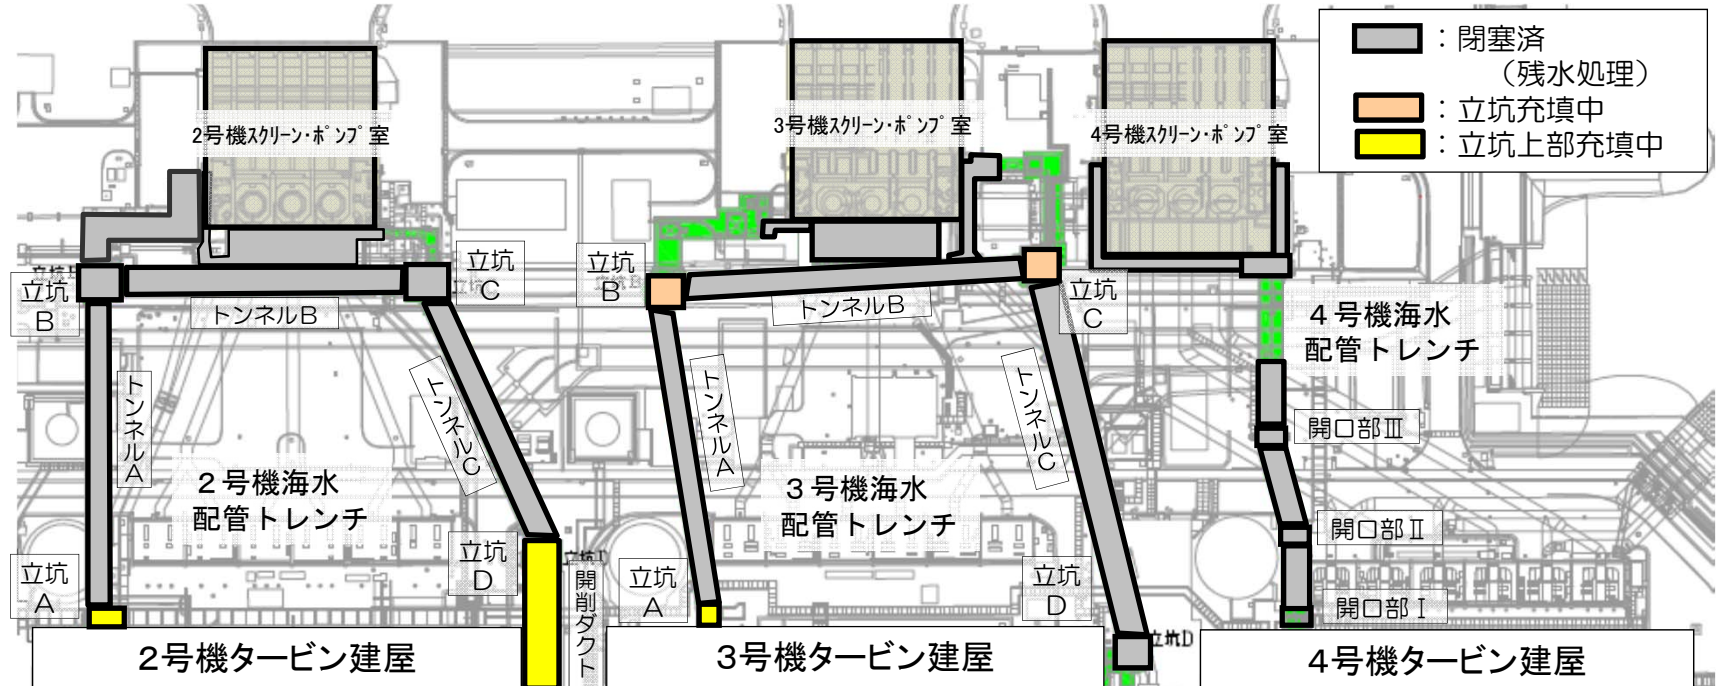 ：閉塞済
（残水処理）
：立坑充填中
：立坑上部充填中
2号機スクリーン・ポンプ室
3号機スクリーン・ポンプ室
4号機スクリーン・ポンプ室
立坑
B
トンネルB
立坑
C
立坑
B
トンネルB
立坑
C
4号機海水
配管トレンチ
トンネルA
トンネルC
トンネルA
トンネルC
開口部Ⅲ
2号機海水
配管トレンチ
3号機海水
配管トレンチ
開口部Ⅱ
立坑
A
立坑
D
開削ダクト
立坑
A
立坑
D
開口部Ⅰ
立坑D
2号機タービン建屋
3号機タービン建屋
4号機タービン建屋